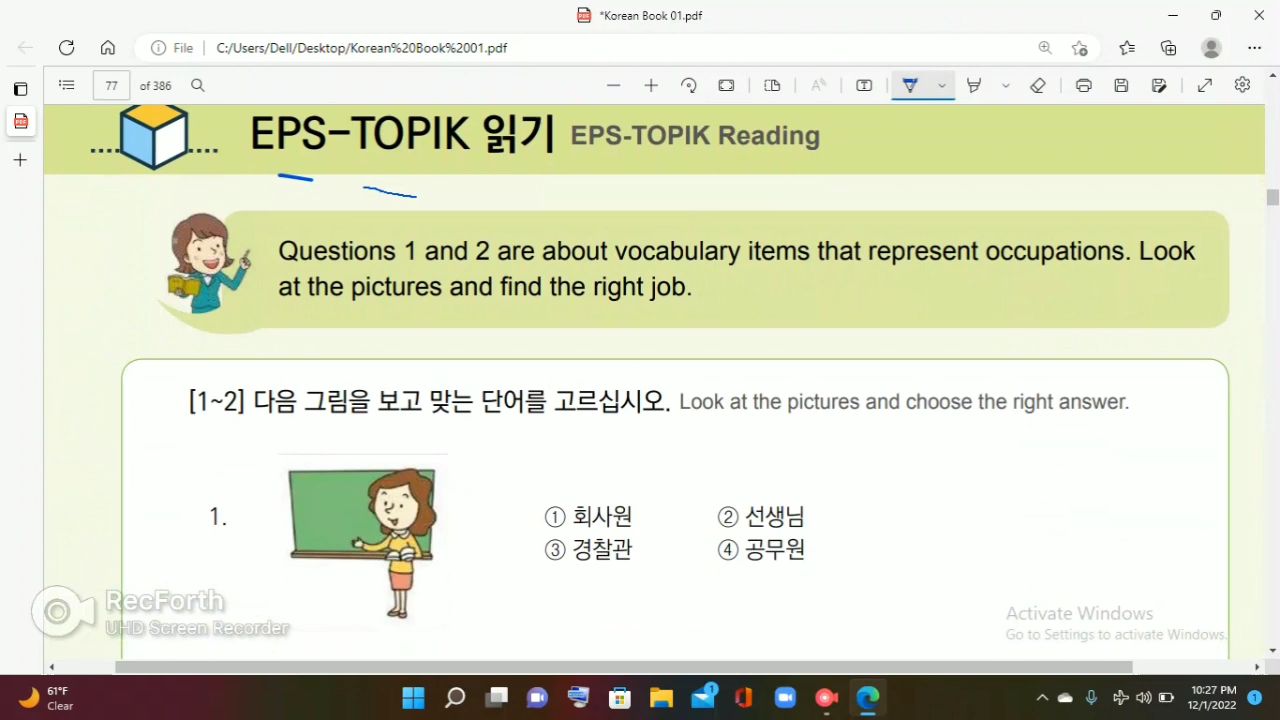 *Korean Book 01.pdf
File C:/Users/Dell/Desktop/Korean%20Book%2001.pdf
77 of 386
EPS-TOPIK 읽기 EPS-TOPIK Reading
Questions 1 and 2 are about vocabulary items that represent occupations. Look
at the pictures and find the right job.
[1~2] 다음 그림을 보고 맞는 단어를 고르십시오. Look at the pictures and choose the right answer.
1. ① 회사원 ② 선생님
③ 경찰관 ④ 공무원
RecForth
UHD Screen Recorder
Activate Windows
Go to Settings to activate Windows.
61°F
Clear
1
10:27 PM
12/1/2022
1